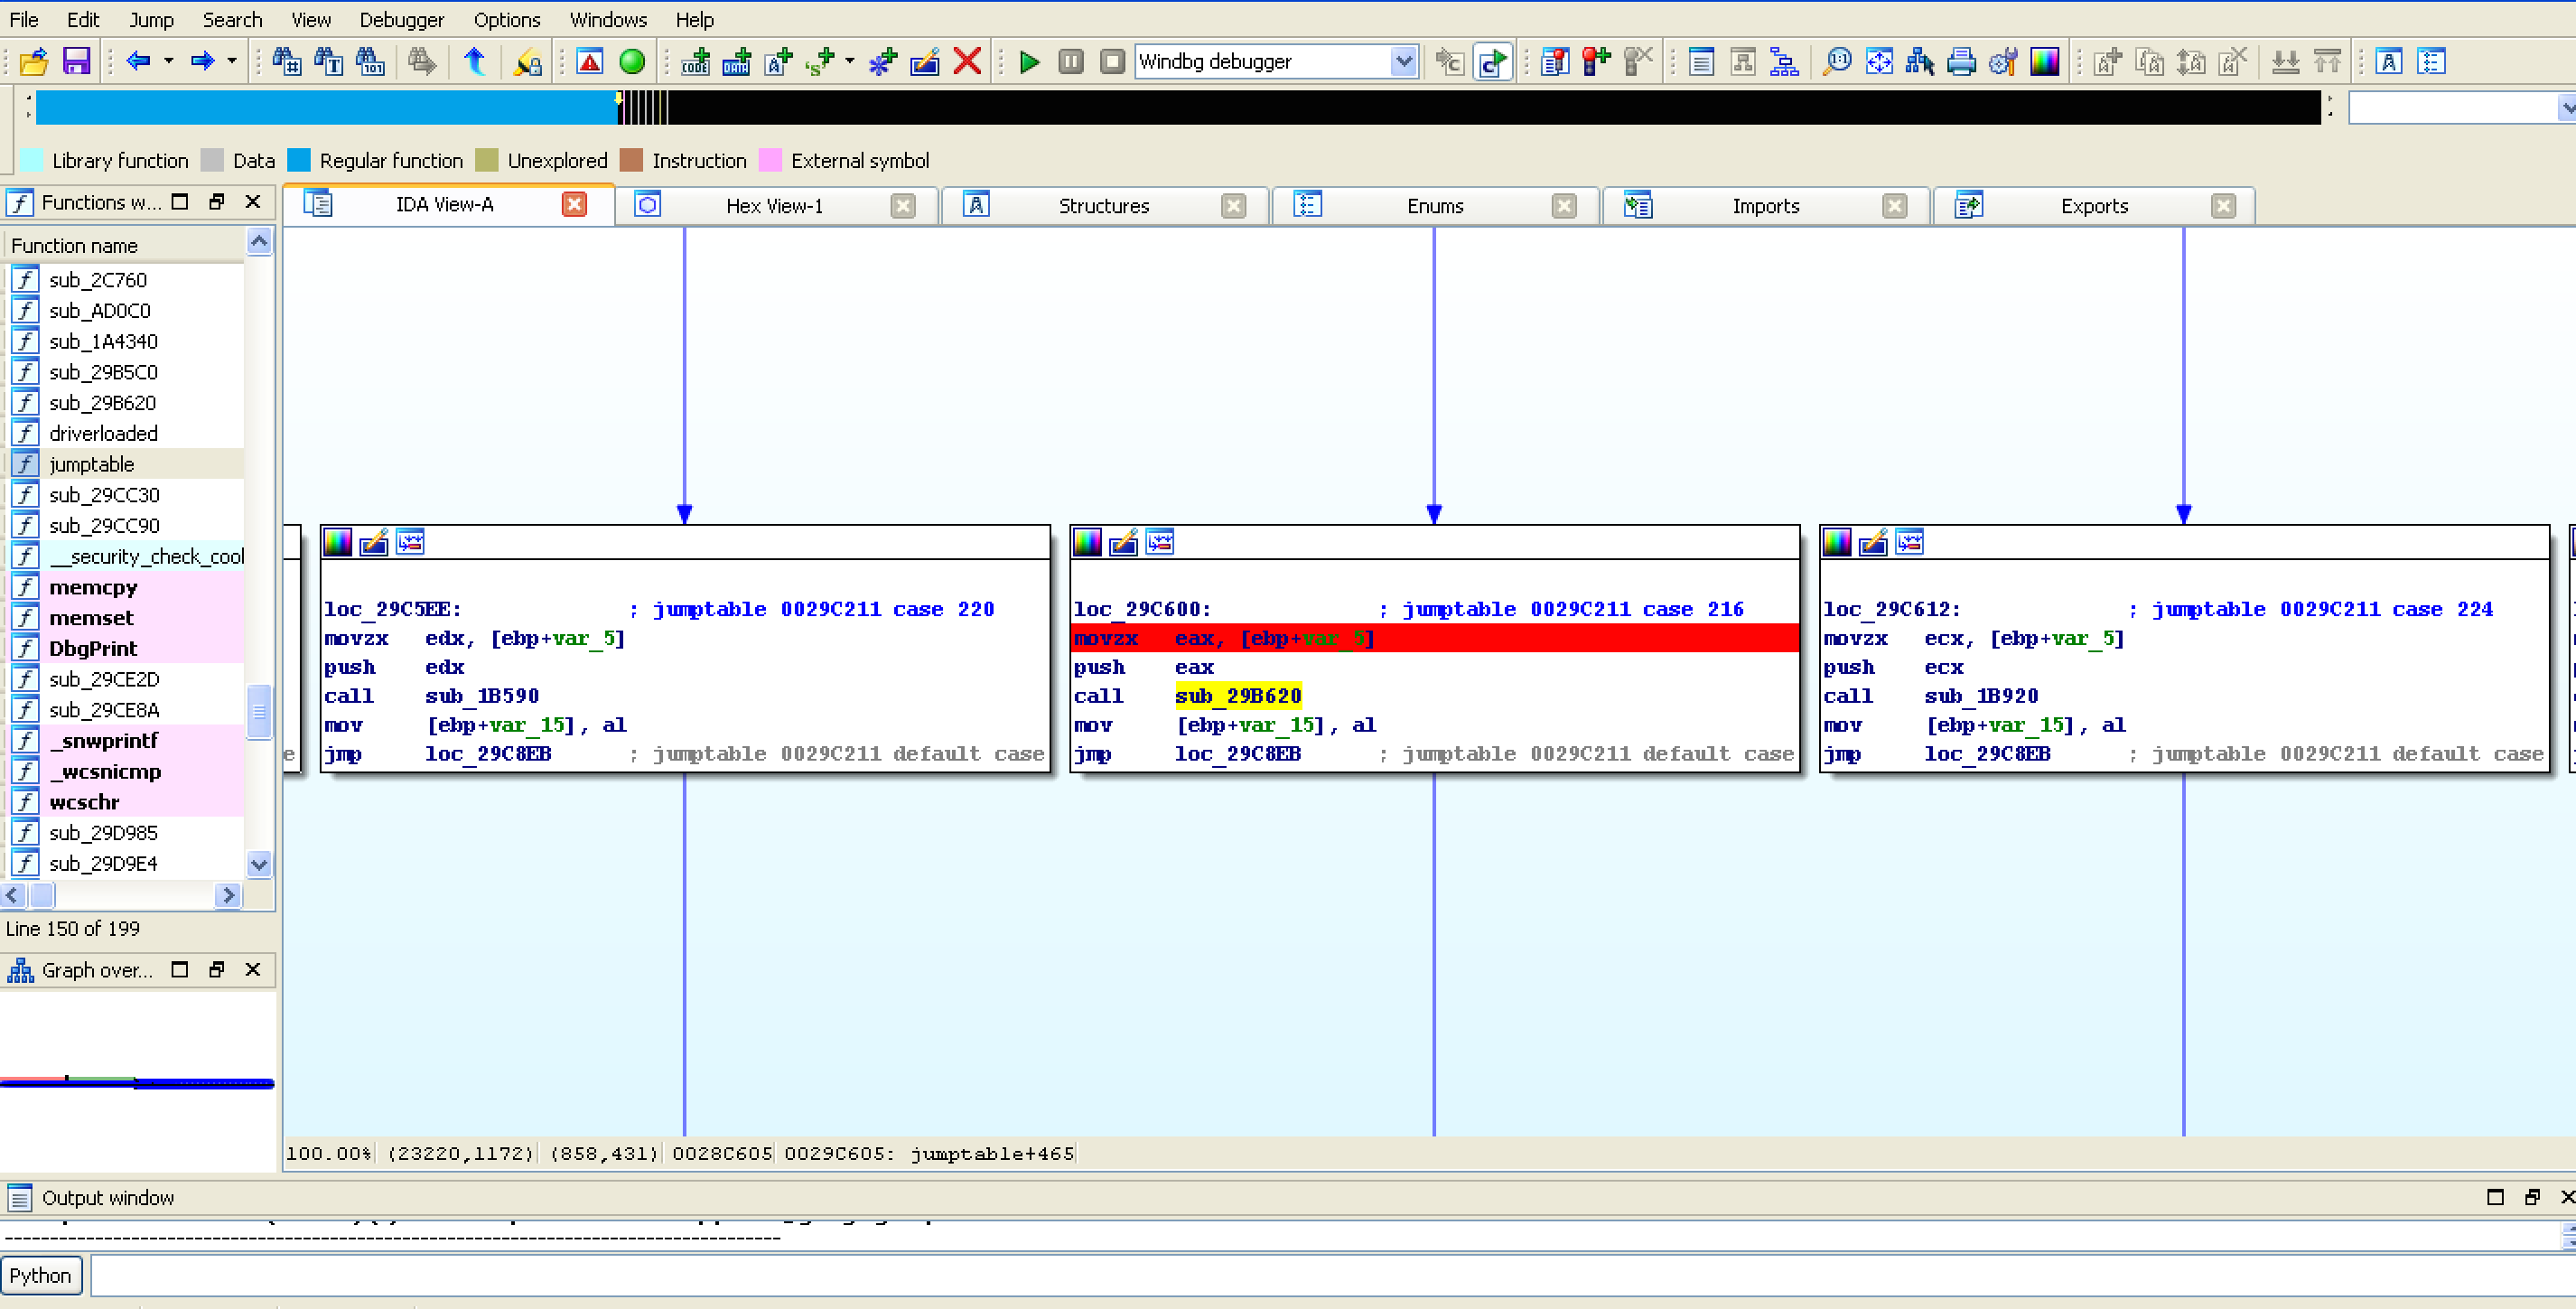 File Edit Jump Search View Debugger Options Windows Help
Windbg debugger
Library function Data Regular function Unexplored Instruction External symbol
Functions w... IDA View-A Hex View-1 Structures Enums Imports Exports
Function name
sub_2C760
sub_AD0C0
sub_1A4340
sub_29B5C0
sub_29B620
driverloaded
jumptable
sub_29CC30
sub_29CC90
__security_check_cool
memcpy
memset
DbgPrint
sub_29CE2D
sub_29CE8A
_snwprintf
_wcsnicmp
wcschr
sub_29D985
sub_29D9E4
Line 150 of 199
Graph over...
loc_29C5EE: ; jumptable 0029C211 case 220
movzx edx, [ebp+var_5]
push edx
call sub_1B590
mov [ebp+var_15], al
jmp loc_29C8EB ; jumptable 0029C211 default case
loc_29C600: ; jumptable 0029C211 case 216
movzx eax, [ebp+var_5]
push eax
call sub_29B620
mov [ebp+var_15], al
jmp loc_29C8EB ; jumptable 0029C211 default case
loc_29C612: ; jumptable 0029C211 case 224
movzx ecx, [ebp+var_5]
push ecx
call sub_1B920
mov [ebp+var_15], al
jmp loc_29C8EB ; jumptable 0029C211 default case
100.00% (23220,1172) (858,431) 0028C605 0029C605: jumptable+465
Output window
Python